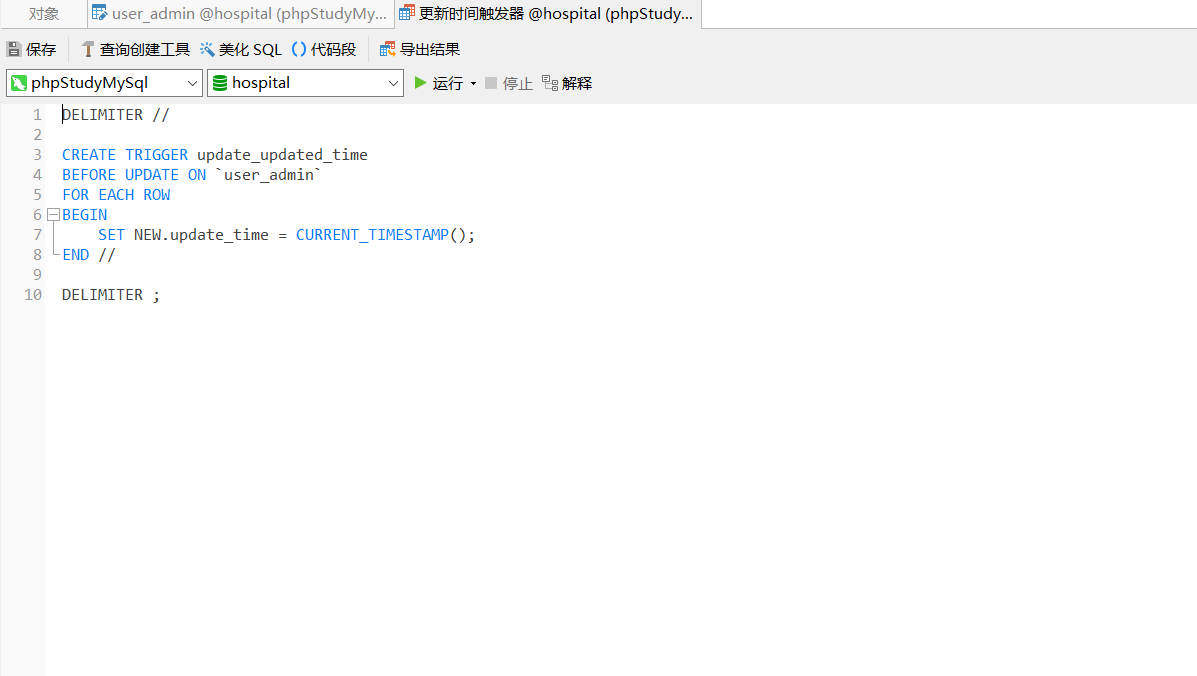 对象 user_admin @hospital (phpStudyMy... 更新时间触发器 @hospital (phpStudy...
保存 查询创建工具 美化 SQL () 代码段 导出结果
phpStudyMySql hospital 运行 停止 解释
1 DELIMITER //
2
3 CREATE TRIGGER update_updated_time
4 BEFORE UPDATE ON `user_admin`
5 FOR EACH ROW
6 BEGIN
7 SET NEW.update_time = CURRENT_TIMESTAMP();
8 END //
9
10 DELIMITER ;